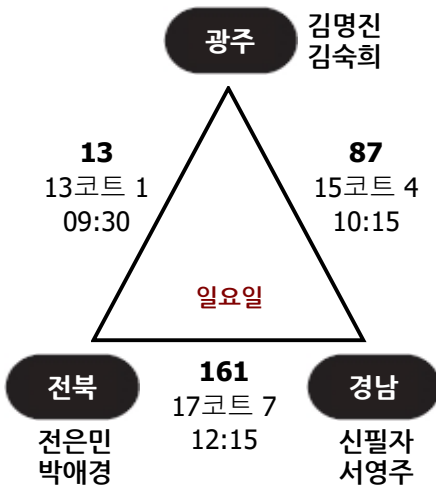 광주
김명진
김숙희
13
13코트 1
09:30
87
15코트 4
10:15
일요일
전북
전은민
박애경
161
17코트 7
12:15
경남
신필자
서영주